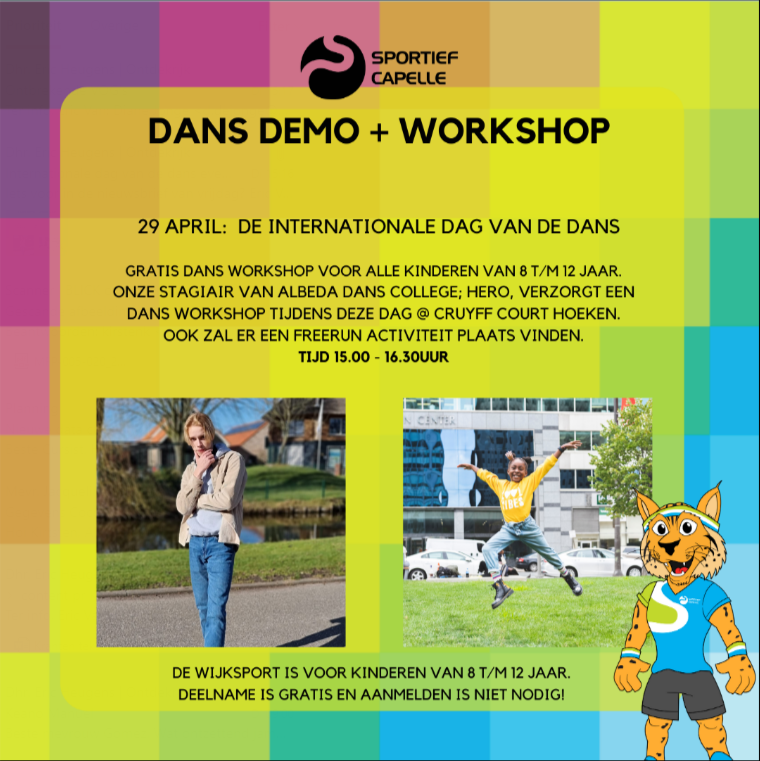 SPORTIEF
CAPELLE
DANS DEMO + WORKSHOP
29 APRIL: DE INTERNATIONALE DAG VAN DE DANS
GRATIS DANS WORKSHOP VOOR ALLE KINDEREN VAN 8 T/M 12 JAAR.
ONZE STAGIAIR VAN ALBEDA DANS COLLEGE; HERO, VERZORGT EEN
DANS WORKSHOP TIJDENS DEZE DAG @ CRUYFF COURT HOEKEN.
OOK ZAL ER EEN FREERUN ACTIVITEIT PLAATS VINDEN.
TIJD 15.00 - 16.30UUR
N CENTER
DE WIJKSPORT IS VOOR KINDEREN VAN 8 T/M 12 JAAR.
DEELNAME IS GRATIS EN AANMELDEN IS NIET NODIG!